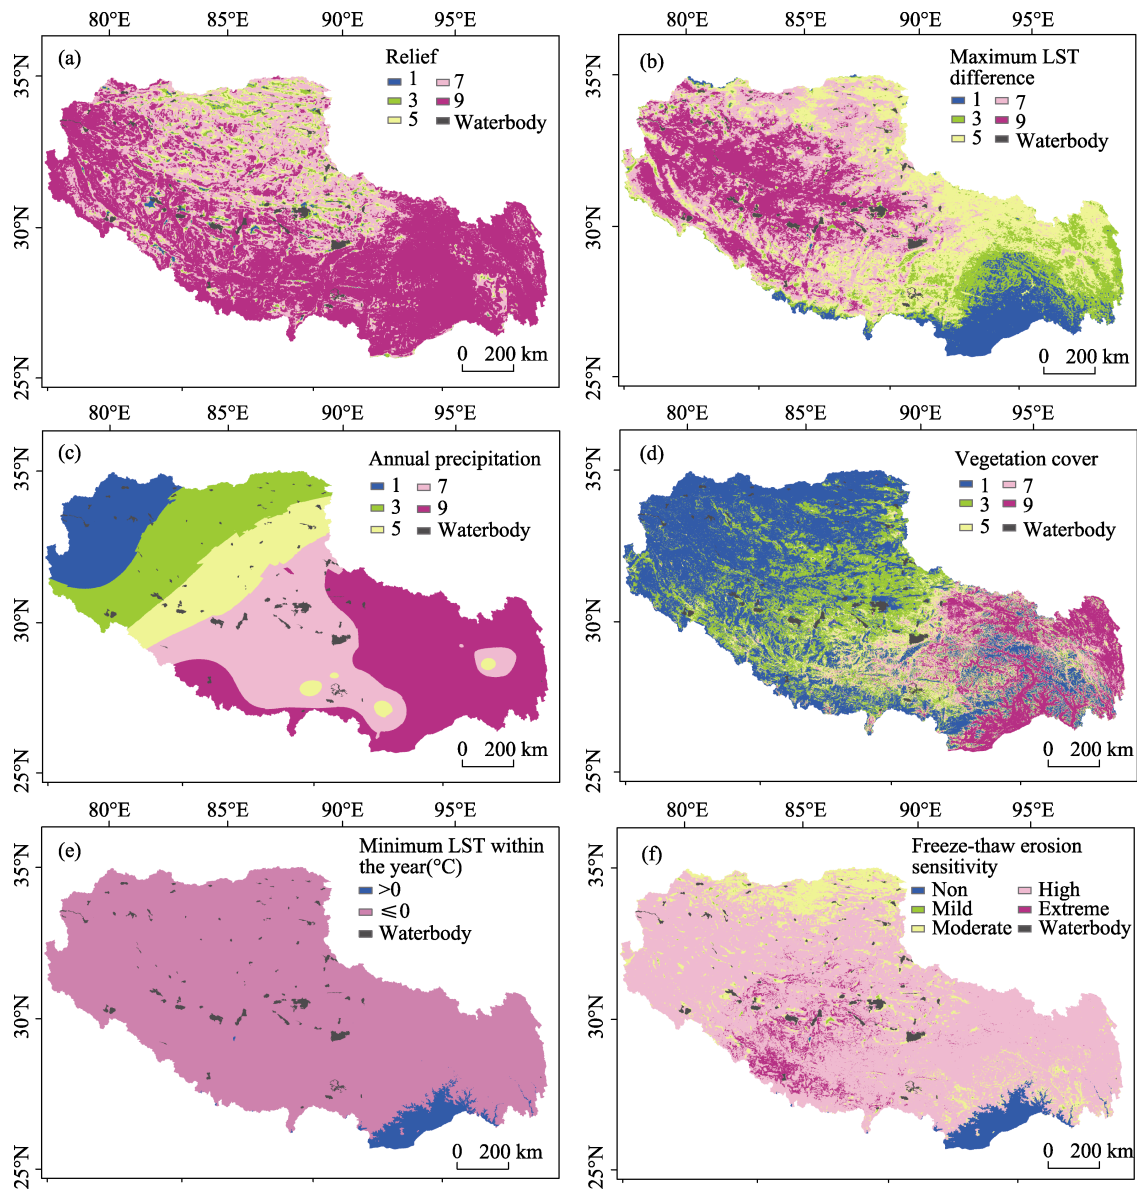 80°E 85°E 90°E 95°E
(a)
Relief
1 7
3 9
5 Waterbody
35°N
30°N
25°N
0 200 km
80°E 85°E 90°E 95°E
(b)
Maximum LST
difference
1 7
3 9
5 Waterbody
35°N
30°N
25°N
0 200 km
80°E 85°E 90°E 95°E
(c)
Annual precipitation
1 7
3 9
5 Waterbody
35°N
30°N
25°N
0 200 km
80°E 85°E 90°E 95°E
(d)
Vegetation cover
1 7
3 9
5 Waterbody
35°N
30°N
25°N
0 200 km
80°E 85°E 90°E 95°E
(e)
Minimum LST within
the year(°C)
>0
≤0
Waterbody
35°N
30°N
25°N
0 200 km
80°E 85°E 90°E 95°E
(f)
Freeze-thaw erosion
sensitivity
Non High
Mild Extreme
Moderate Waterbody
35°N
30°N
25°N
0 200 km